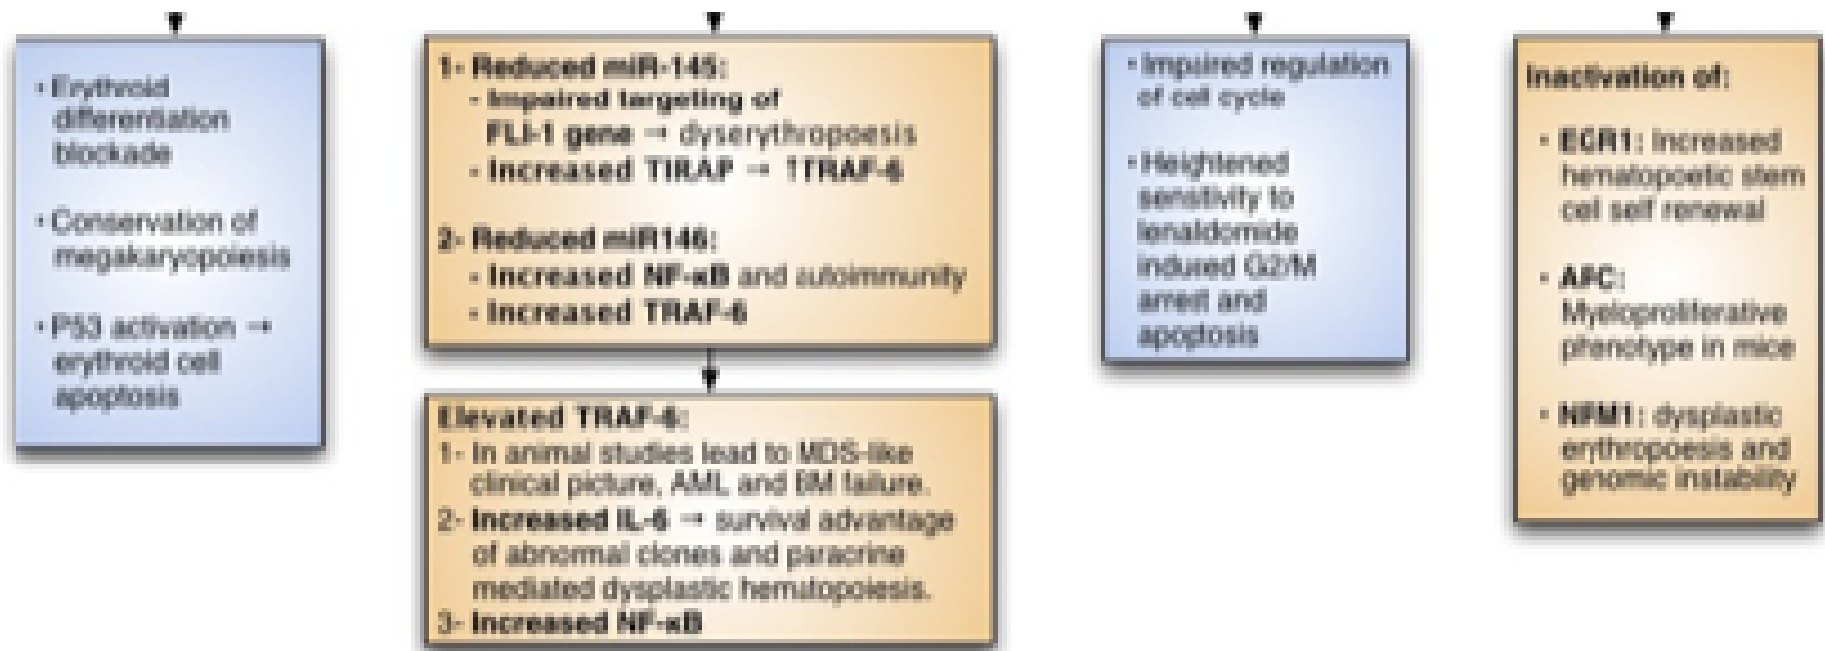 • Erythroid
differentiation
blockade
• Conservation of
megakaryopoiesis
• P53 activation →
erythroid cell
apoptosis
1- Reduced miR-145:
- Impaired targeting of
FLI-1 gene → dyserythropoesis
- Increased TIRAP → ↑TRAF-6
2- Reduced miR146:
- Increased NF-κB and autoimmunity
- Increased TRAF-6
Elevated TRAF-6:
1- In animal studies lead to MDS-like
clinical picture, AML and BM failure.
2- Increased IL-6 → survival advantage
of abnormal clones and paracrine
mediated dysplastic hematopoiesis.
3- Increased NF-κB
• Impaired regulation
of cell cycle
• Heightened
sensitivity to
lenaldomide
indured G2/M
arrest and
apoptosis
Inactivation of:
• EGR1: Increased
hematopoetic stem
cel self renewal
• APC:
Myeloproliferative
phenotype in mice
• NPM1: dysplastic
erythropoesis and
genomic instability